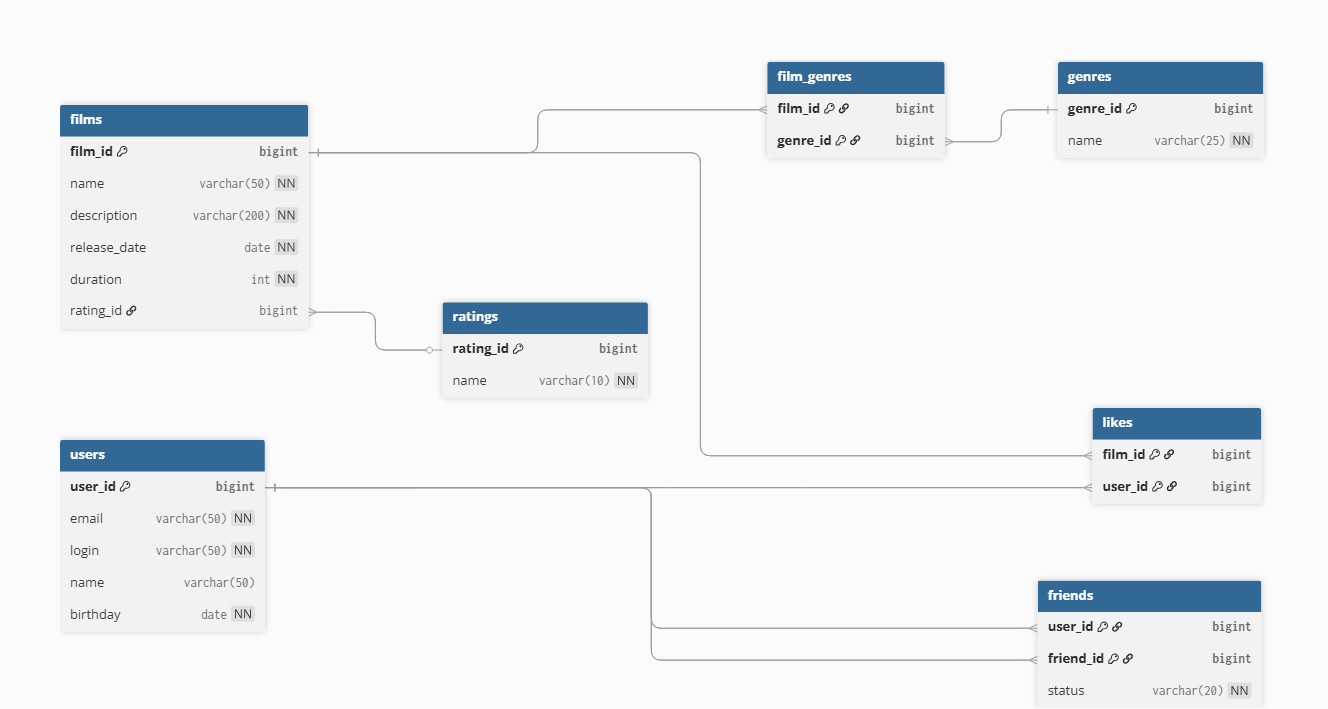 films
film_id bigint
name varchar(50) NN
description varchar(200) NN
release_date date NN
duration int NN
rating_id bigint
film_genres
film_id bigint
genre_id bigint
genres
genre_id bigint
name varchar(25) NN
ratings
rating_id bigint
name varchar(10) NN
users
user_id bigint
email varchar(50) NN
login varchar(50) NN
name varchar(50)
birthday date NN
likes
film_id bigint
user_id bigint
friends
user_id bigint
friend_id bigint
status varchar(20) NN